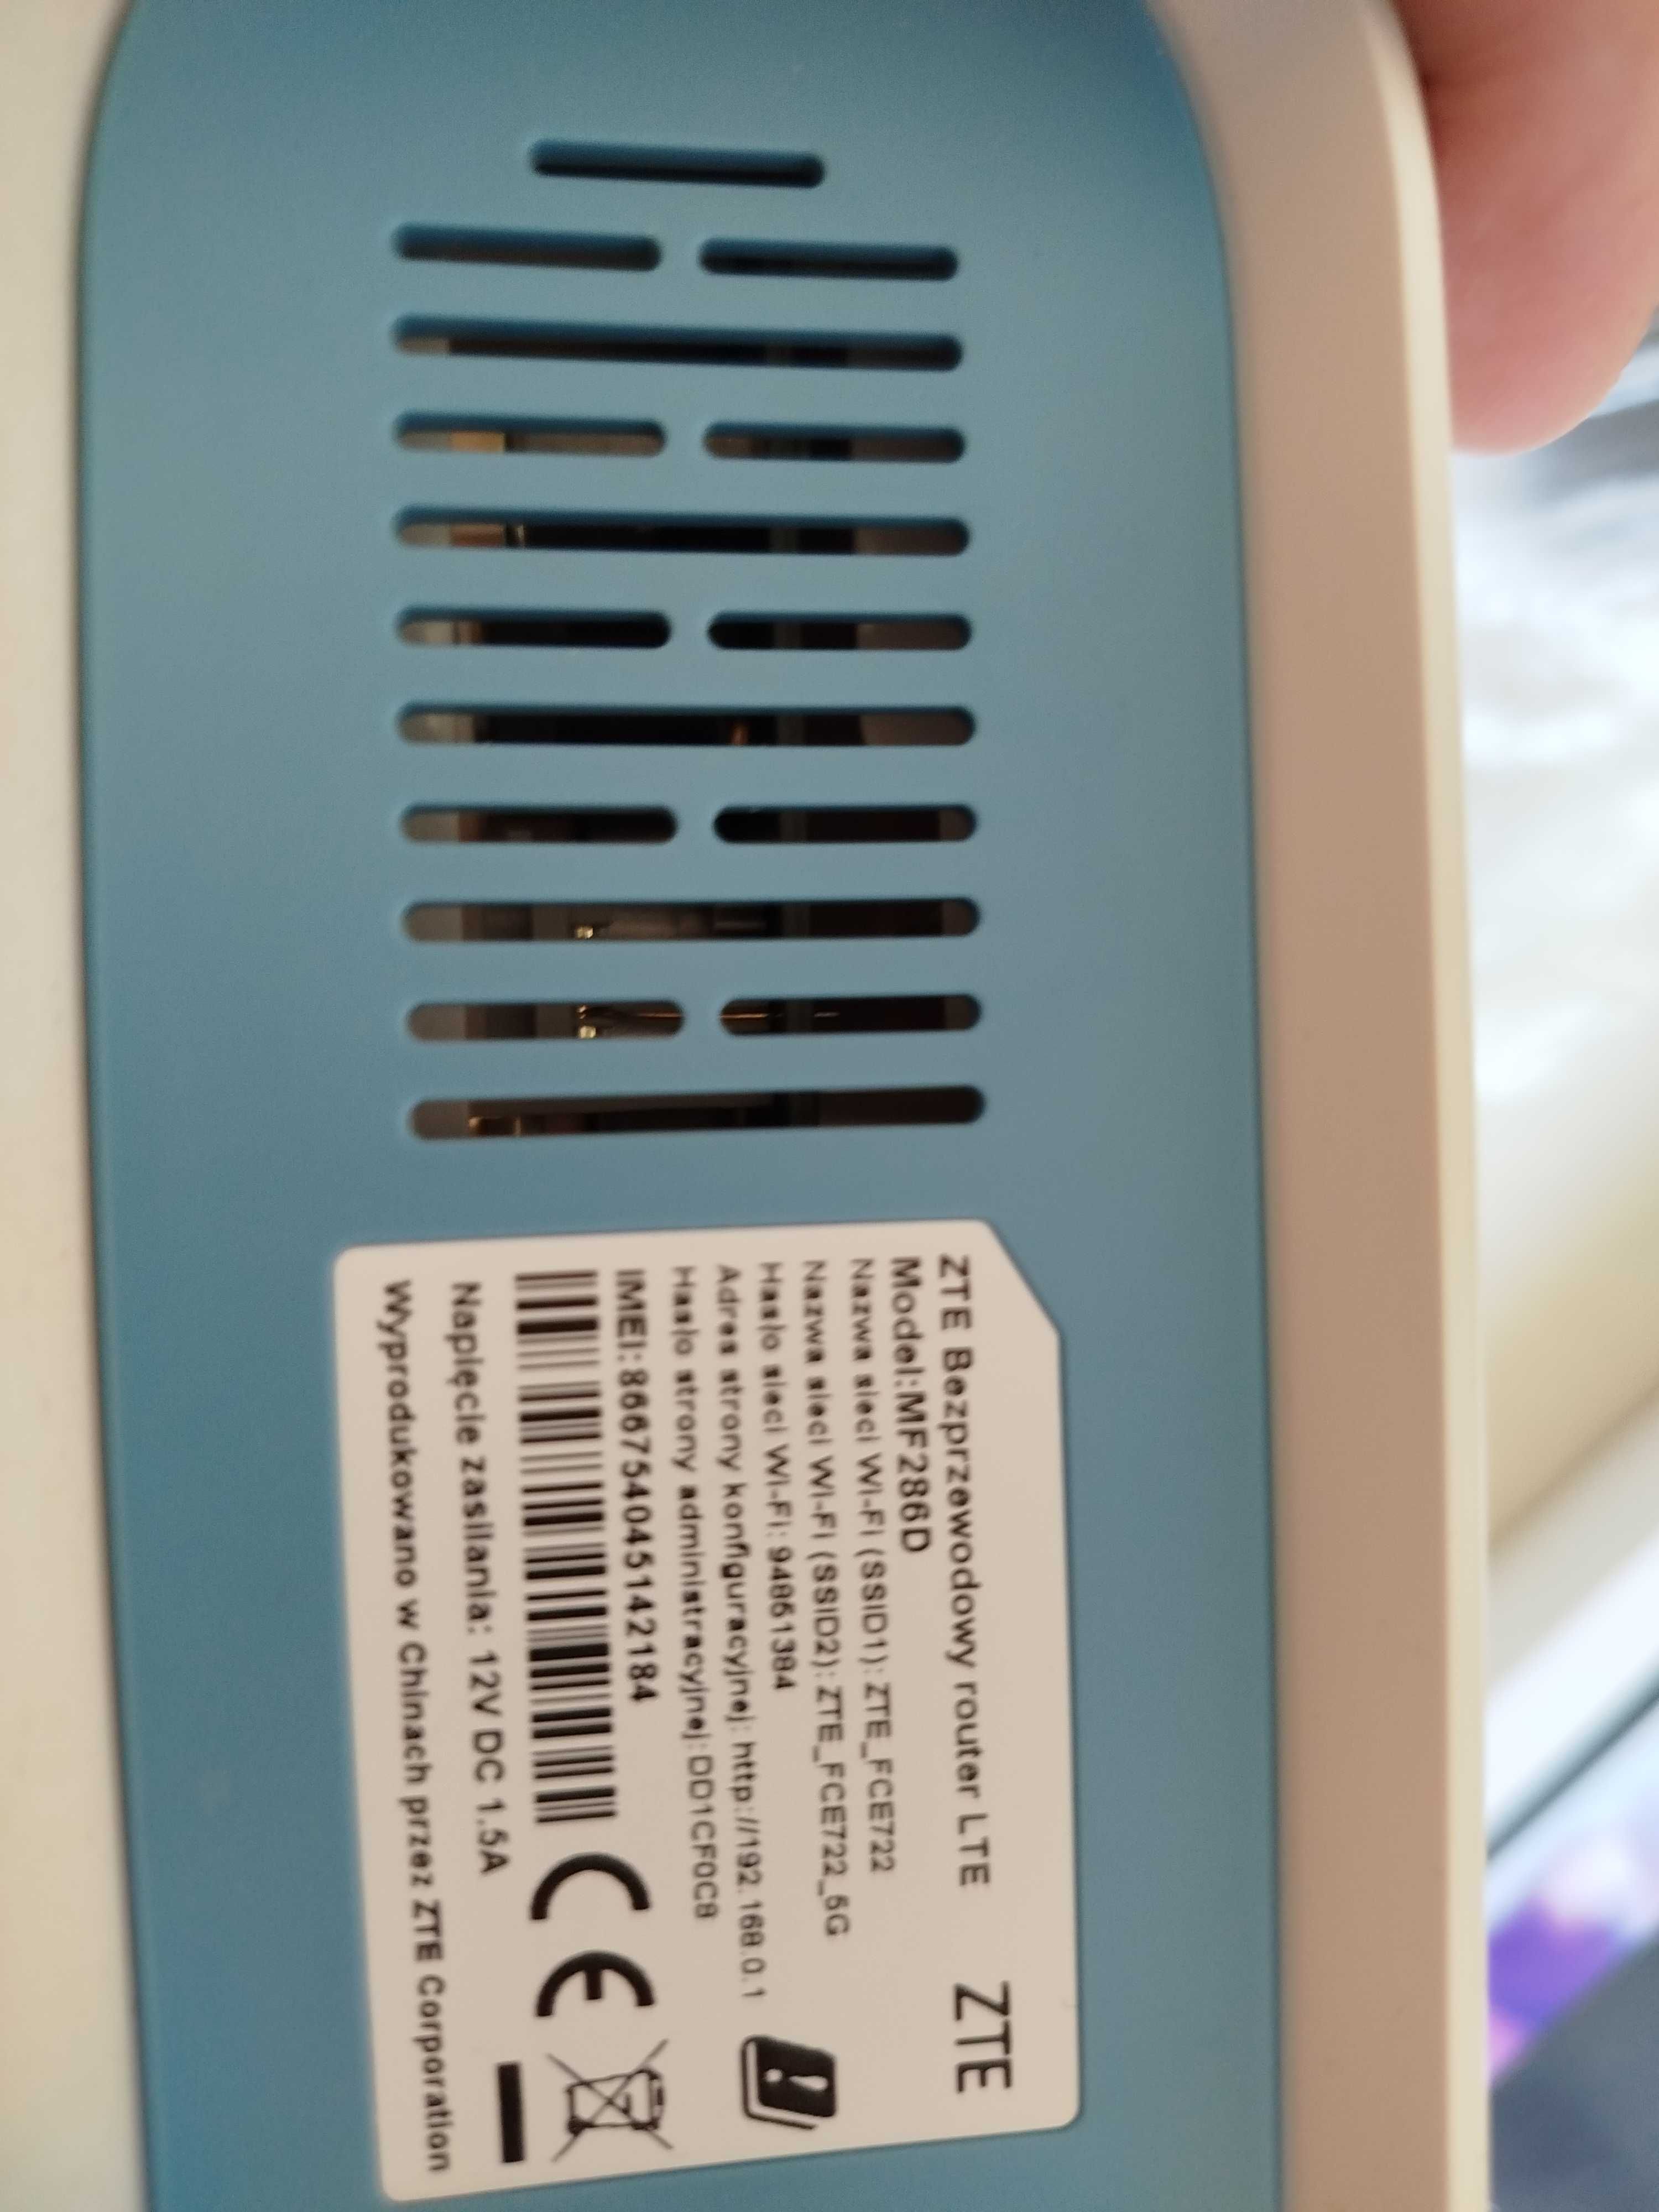 ZTE Bezprzewodowy router LTE
ZTE
Model:MF286D
Nazwa sieci Wi-Fi (SSID1): ZTE_FCE722
Nazwa sieci Wi-Fi (SSID2): ZTE_FCE722_5G
Hasło sieci Wi-Fi: 94861384
Adres strony konfiguracyjnej: http://192.168.0.1
Hasło strony administracyjnej:DD1CF0C8
IMEI: 866754045142184
CE
Napięcie zasilania: 12V DC 1.5A
Wyprodukowano w Chinach przez ZTE Corporation